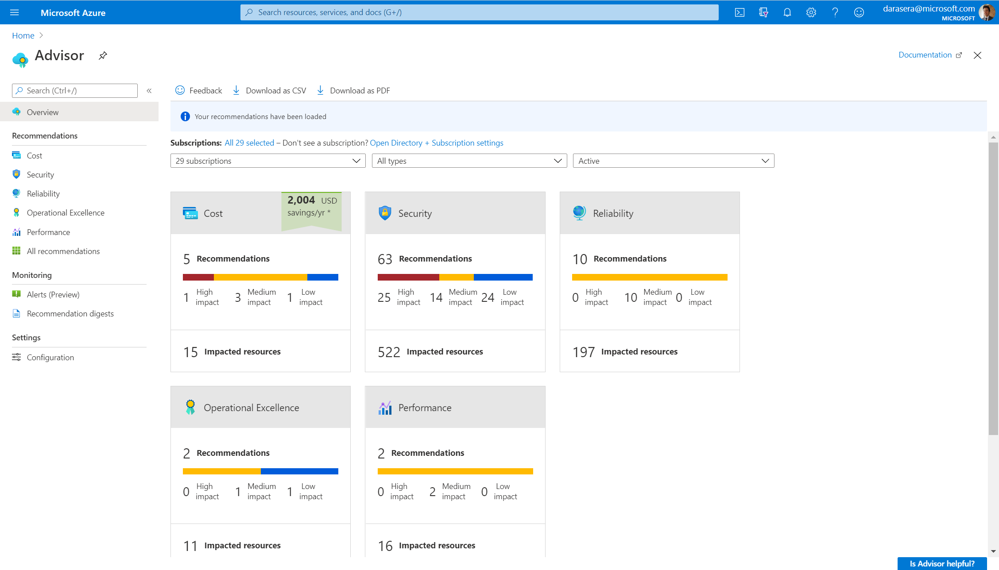 Microsoft Azure
Search resources, services, and docs (G+/)
darasera@microsoft.com
MICROSOFT
Home
Advisor
Documentation
Search (Ctrl+/)
Overview
Recommendations
Cost
Security
Reliability
Operational Excellence
Performance
All recommendations
Monitoring
Alerts (Preview)
Recommendation digests
Settings
Configuration
Feedback
Download as CSV
Download as PDF
Your recommendations have been loaded
Subscriptions: All 29 selected – Don't see a subscription? Open Directory + Subscription settings
29 subscriptions
All types
Active
Cost
2,004 USD
savings/yr *
5 Recommendations
1 High impact
3 Medium impact
1 Low impact
15 Impacted resources
Security
63 Recommendations
25 High impact
14 Medium impact
24 Low impact
522 Impacted resources
Reliability
10 Recommendations
0 High impact
10 Medium impact
0 Low impact
197 Impacted resources
Operational Excellence
2 Recommendations
0 High impact
1 Medium impact
1 Low impact
11 Impacted resources
Performance
2 Recommendations
0 High impact
2 Medium impact
0 Low impact
16 Impacted resources
Is Advisor helpful?